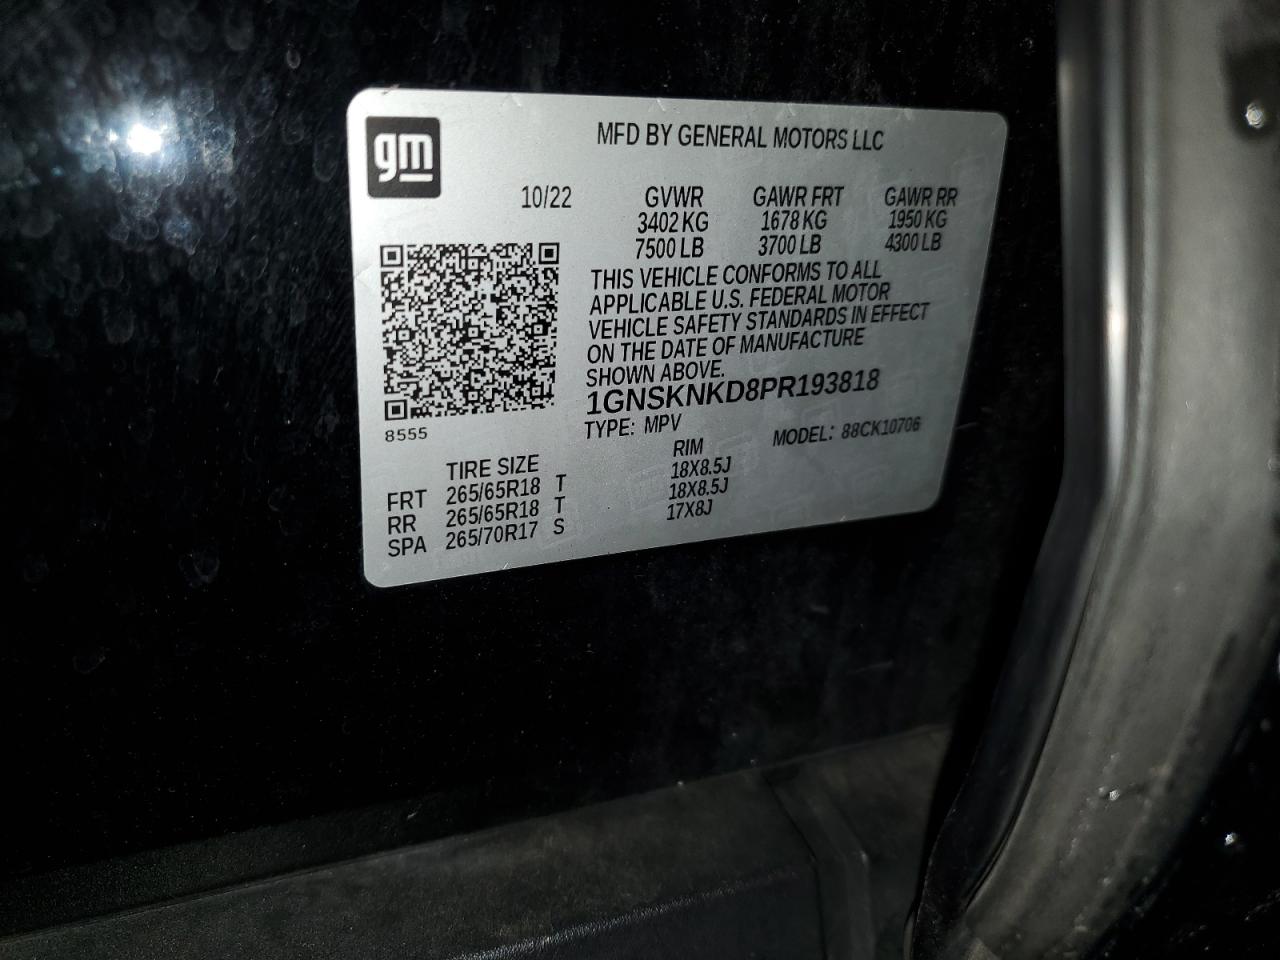 gm
MFD BY GENERAL MOTORS LLC
10/22 GVWR GAWR FRT GAWR RR
3402 KG 1678 KG 1950 KG
7500 LB 3700 LB 4300 LB
THIS VEHICLE CONFORMS TO ALL
APPLICABLE U.S. FEDERAL MOTOR
VEHICLE SAFETY STANDARDS IN EFFECT
ON THE DATE OF MANUFACTURE
SHOWN ABOVE.
1GNSKNKD8PR193818
8555
TYPE: MPV MODEL: 88CK10706
TIRE SIZE RIM
FRT 265/65R18 T 18X8.5J
RR 265/65R18 T 18X8.5J
SPA 265/70R17 S 17X8J